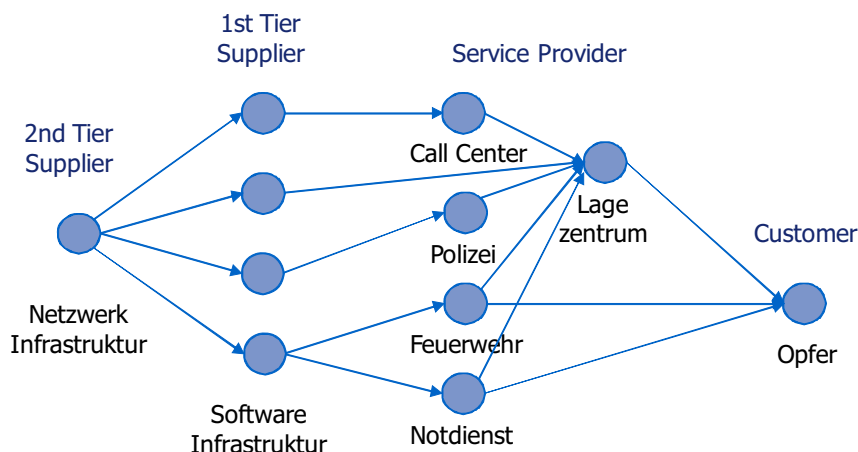 1st Tier
Supplier
Service Provider
2nd Tier
Supplier
Call Center
Lage
zentrum
Polizei
Customer
Netzwerk
Infrastruktur
Feuerwehr
Opfer
Software
Infrastruktur
Notdienst